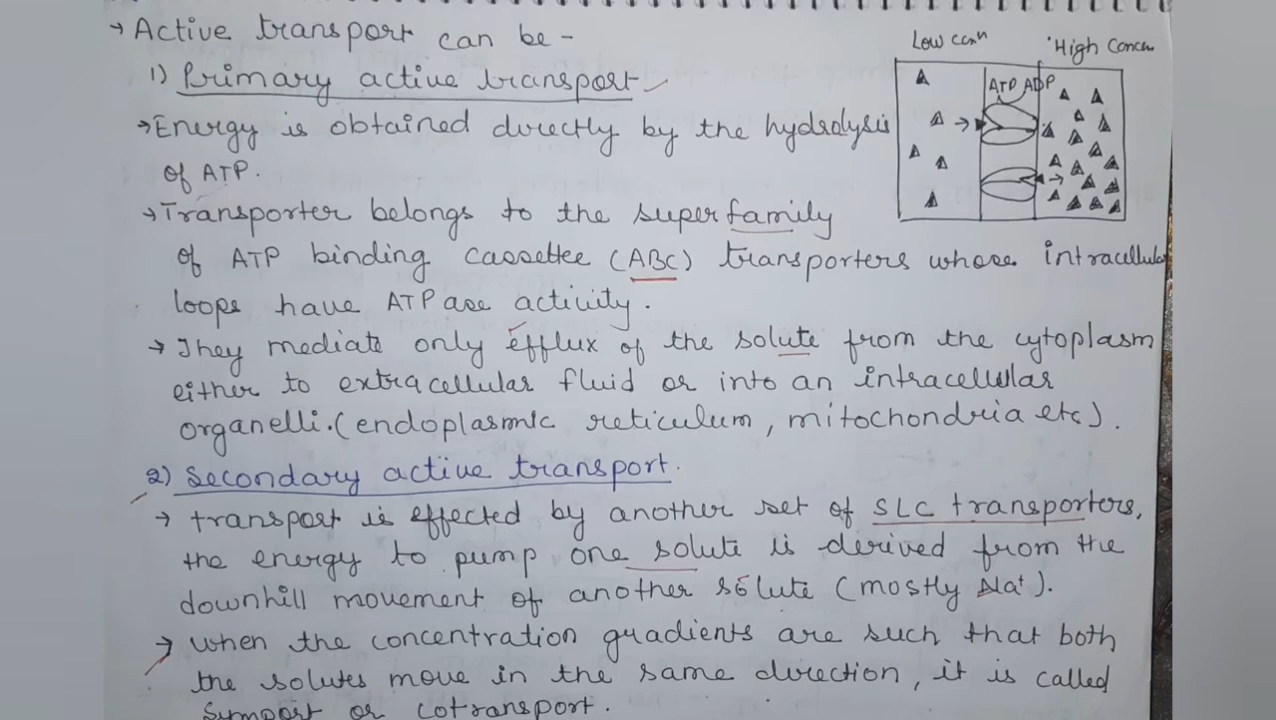 → Active transport can be -
Low concn
High Concn
1) Primary active transport
ATP ADP
→ Energy is obtained directly by the hydrolysis
of ATP.
→ Transporter belongs to the superfamily
of ATP binding cassettee (ABC) transporters whose intracellular
loops have ATPase activity.
→ They mediate only efflux of the solute from the cytoplasm
either to extracellular fluid or into an intracellular
organelli. (endoplasmic reticulum, mitochondria etc).
2) Secondary active transport.
→ transport is effected by another set of SLC transporters,
the energy to pump one solute is derived from the
downhill movement of another solute (mostly Na+).
→ when the concentration gradients are such that both
the solutes move in the same direction, it is called
symport or cotransport.